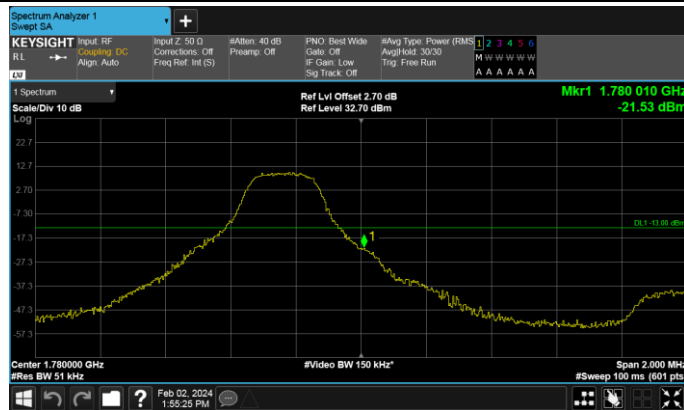 Spectrum Analyzer 1
Swept SA
KEYSIGHT
RL
LXI
Input: RF
Coupling: DC
Align: Auto
Input Z: 50 Ω
Corrections: Off
Freq Ref: Int (S)
#Atten: 40 dB
Preamp: Off
PNO: Best Wide
Gate: Off
IF Gain: Low
Sig Track: Off
#Avg Type: Power (RMS
Avg|Hold: 30/30
Trig: Free Run
1 2 3 4 5 6
M W W W W W
A A A A A A
1 Spectrum
Scale/Div 10 dB
Ref Lvl Offset 2.70 dB
Ref Level 32.70 dBm
Mkr1 1.780 010 GHz
-21.53 dBm
Log
22.7
12.7
2.70
-7.30
-17.3
-27.3
-37.3
-47.3
-57.3
DL1 -13.00 dBm
1
Center 1.780000 GHz
#Res BW 51 kHz
#Video BW 150 kHz*
Span 2.000 MHz
#Sweep 100 ms (601 pts
Feb 02, 2024
1:55:25 PM